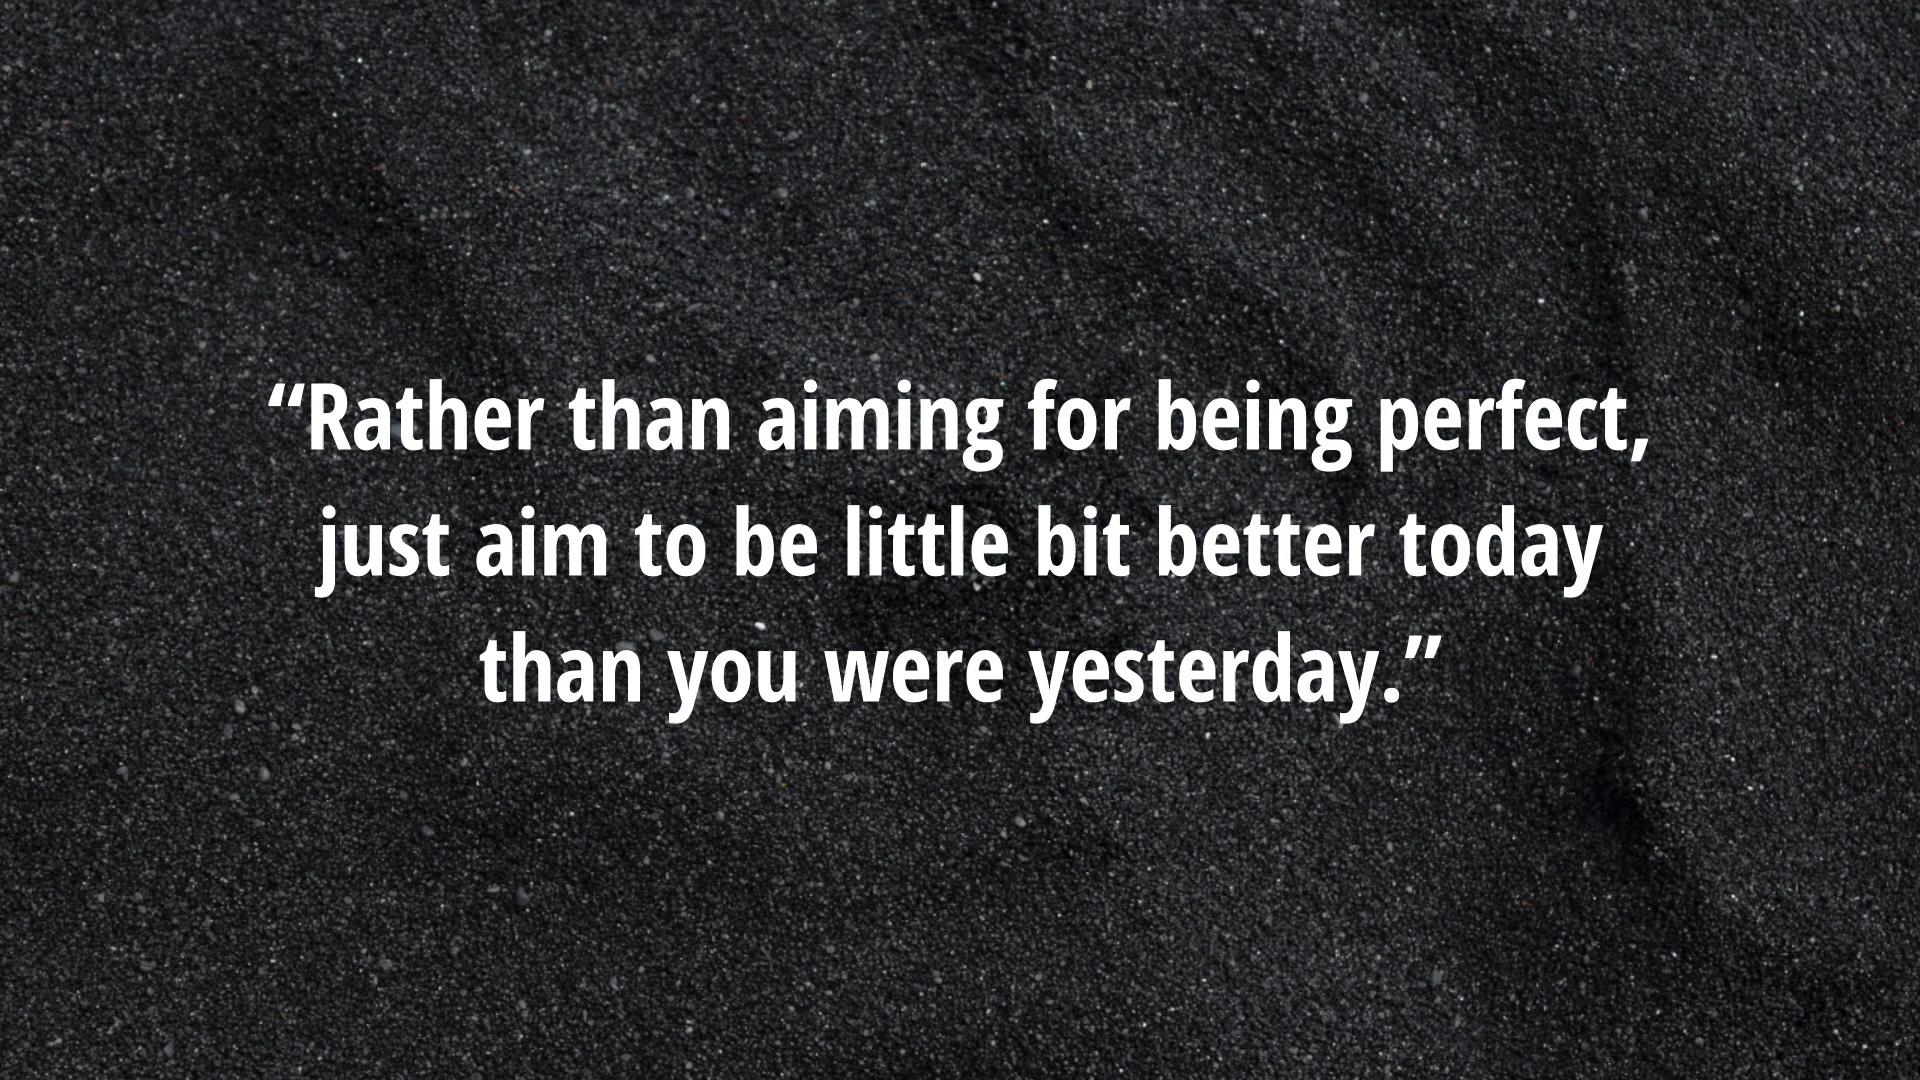 “Rather than aiming for being perfect,
just aim to be little bit better today
than you were yesterday.”